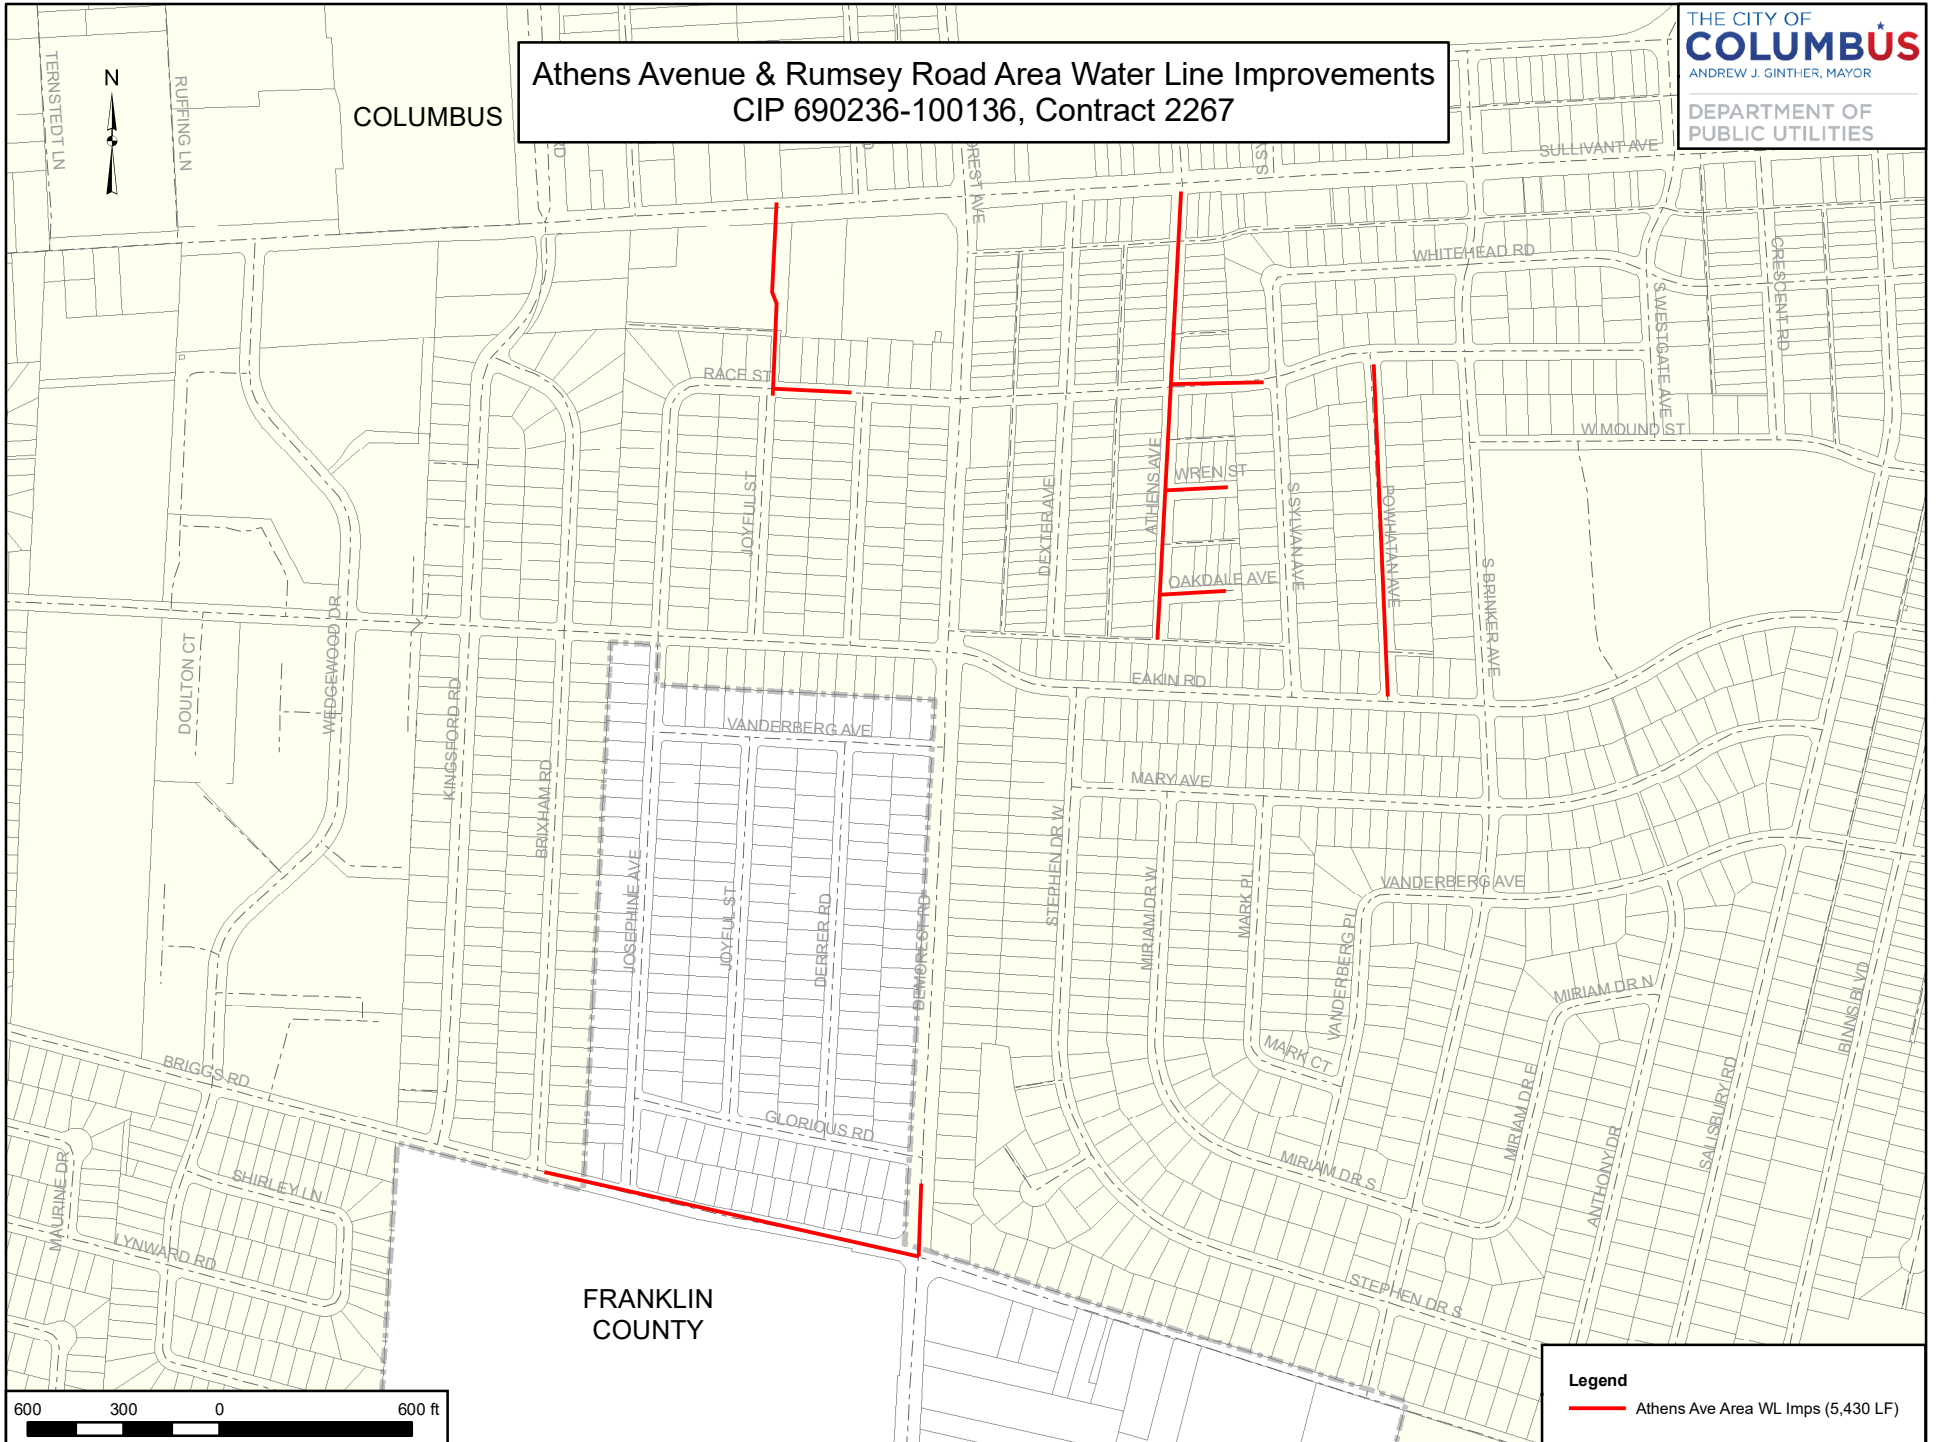 THE CITY OF
COLUMBUS
ANDREW J. GINTHER, MAYOR
DEPARTMENT OF
PUBLIC UTILITIES
Athens Avenue & Rumsey Road Area Water Line Improvements
CIP 690236-100136, Contract 2267
N
COLUMBUS
TERNSTEDT LN
RUFFING LN
RD
OREST AVE
S SY
SULLIVANT AVE
WHITEHEAD RD
CRESCENT RD
S WESTGATE AVE
RACE ST
W MOUND ST
JOYFUL ST
DEXTER AVE
ATHENS AVE
WREN ST
OAKDALE AVE
S SYLVAN AVE
POWHATAN AVE
S BRINKER AVE
DOULTON CT
WEDGEWOOD DR
KINGSFORD RD
BRIXHAM RD
EAKIN RD
VANDERBERG AVE
MARY AVE
JOSEPHINE AVE
JOYFUL ST
DERRER RD
DEMOREST RD
STEPHEN DR W
MIRIAM DR W
MARK PL
VANDERBERG PL
VANDERBERG AVE
MIRIAM DR N
BINNS BLVD
MARK CT
BRIGGS RD
GLORIOUS RD
MIRIAM DR E
ANTHONY DR
SALISBURY RD
MAURINE DR
SHIRLEY LN
LYNWARD RD
MIRIAM DR S
STEPHEN DR S
FRANKLIN
COUNTY
600 300 0 600 ft
Legend
Athens Ave Area WL Imps (5,430 LF)